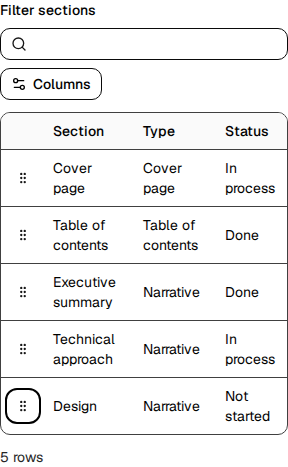 Filter sections
Columns
Section Type Status
Cover page Cover page In process
Table of contents Table of contents Done
Executive summary Narrative Done
Technical approach Narrative In process
Design Narrative Not started
5 rows